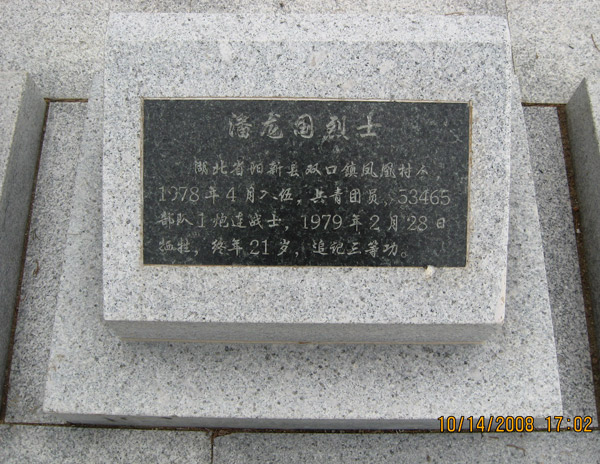 潘龙国烈士
湖北省阳新县双口镇凤凰村人，
1978年4月入伍，共青团员，53465
部队1炮连战士，1979年2月23日
牺牲，终年21岁，追记三等功。
10/14/2008 17:02